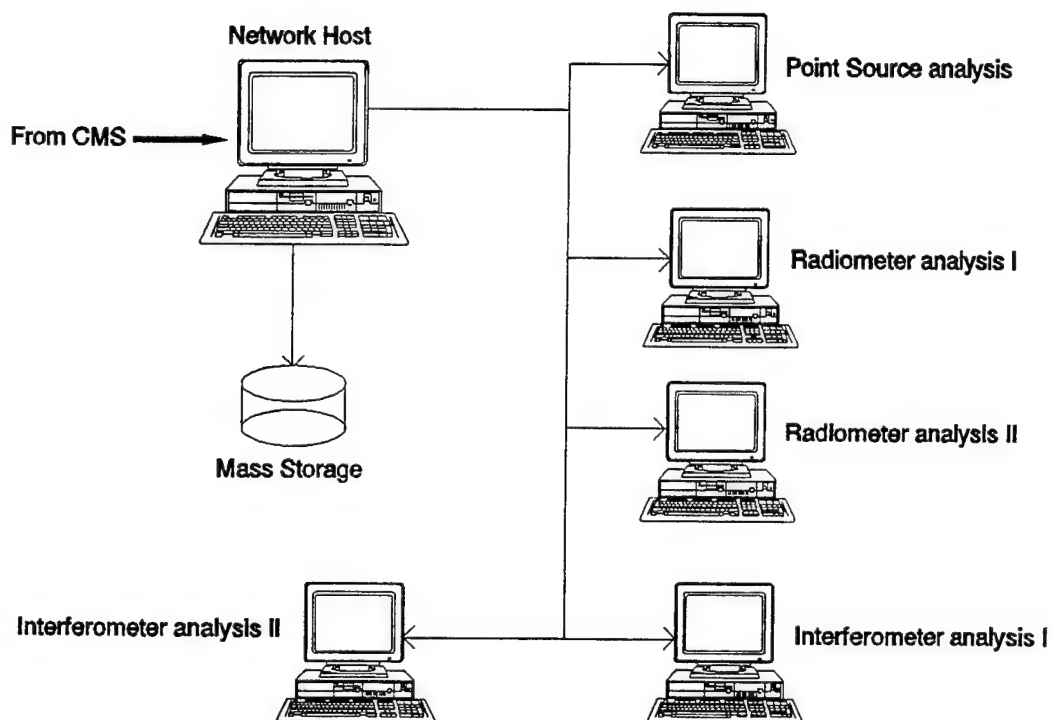 Network Host
Point Source analysis
From CMS
Radiometer analysis I
Radiometer analysis II
Mass Storage
Interferometer analysis II
Interferometer analysis I